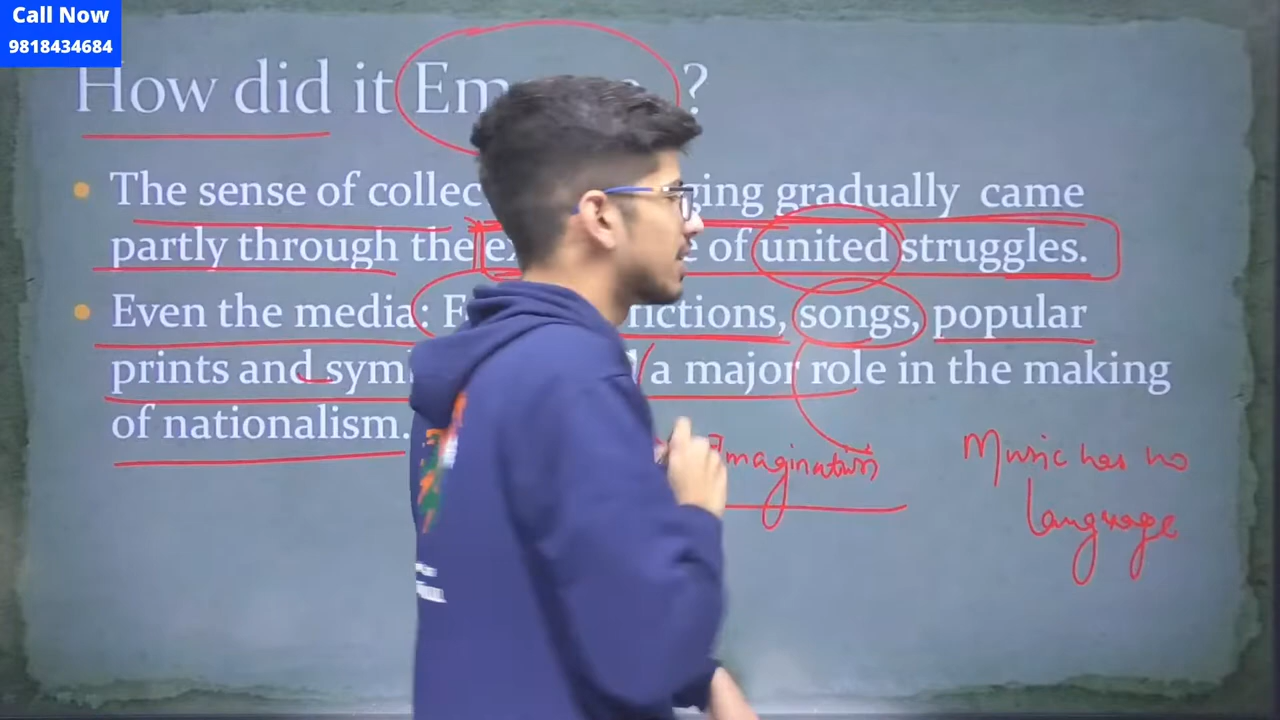 Call Now
9818434684
How did it Em ?
The sense of collec ging gradually came
partly through the ex e of united struggles.
Even the media: F rictions, songs, popular
prints and symb a major role in the making
of nationalism.
Imagination
Music has no
language